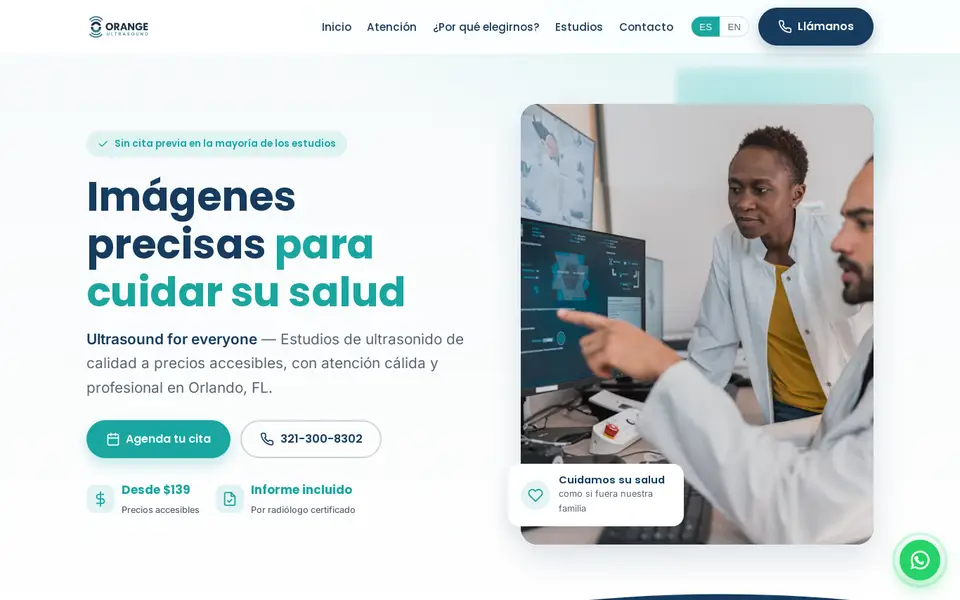 ORANGE
ULTRASOUND
Inicio
Atención
¿Por qué elegirnos?
Estudios
Contacto
ES
EN
Llámanos
Sin cita previa en la mayoría de los estudios
Imágenes
precisas para
cuidar su salud
Ultrasound for everyone — Estudios de ultrasonido de
calidad a precios accesibles, con atención cálida y
profesional en Orlando, FL.
Agenda tu cita
321-300-8302
Desde $139
Precios accesibles
Informe incluido
Por radiólogo certificado
Cuidamos su salud
como si fuera nuestra
familia